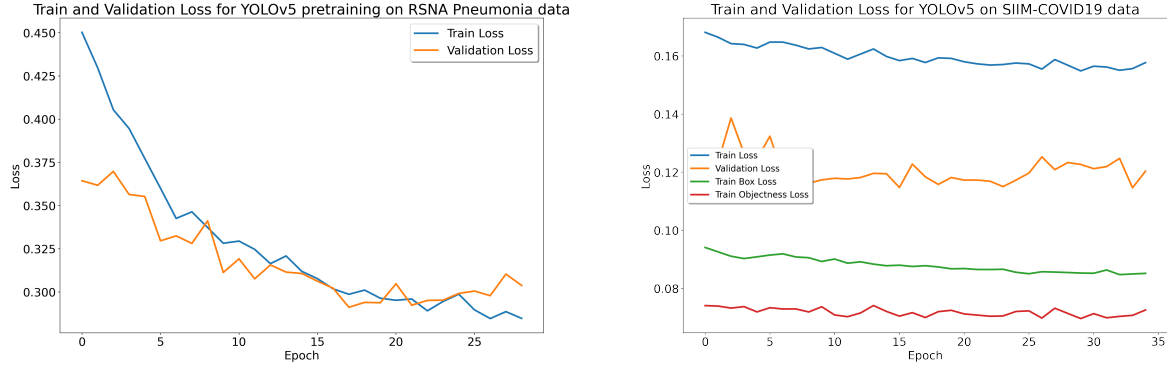 Train and Validation Loss for YOLOv5 pretraining on RSNA Pneumonia data
0.450
0.425
0.400
0.375
0.350
0.325
0.300
Loss
Train Loss
Validation Loss
0
5
10
15
20
25
Epoch
Train and Validation Loss for YOLOv5 on SIIM-COVID19 data
0.16
0.14
0.12
0.10
0.08
Loss
Train Loss
Validation Loss
Train Box Loss
Train Objectness Loss
0
5
10
15
20
25
30
35
Epoch